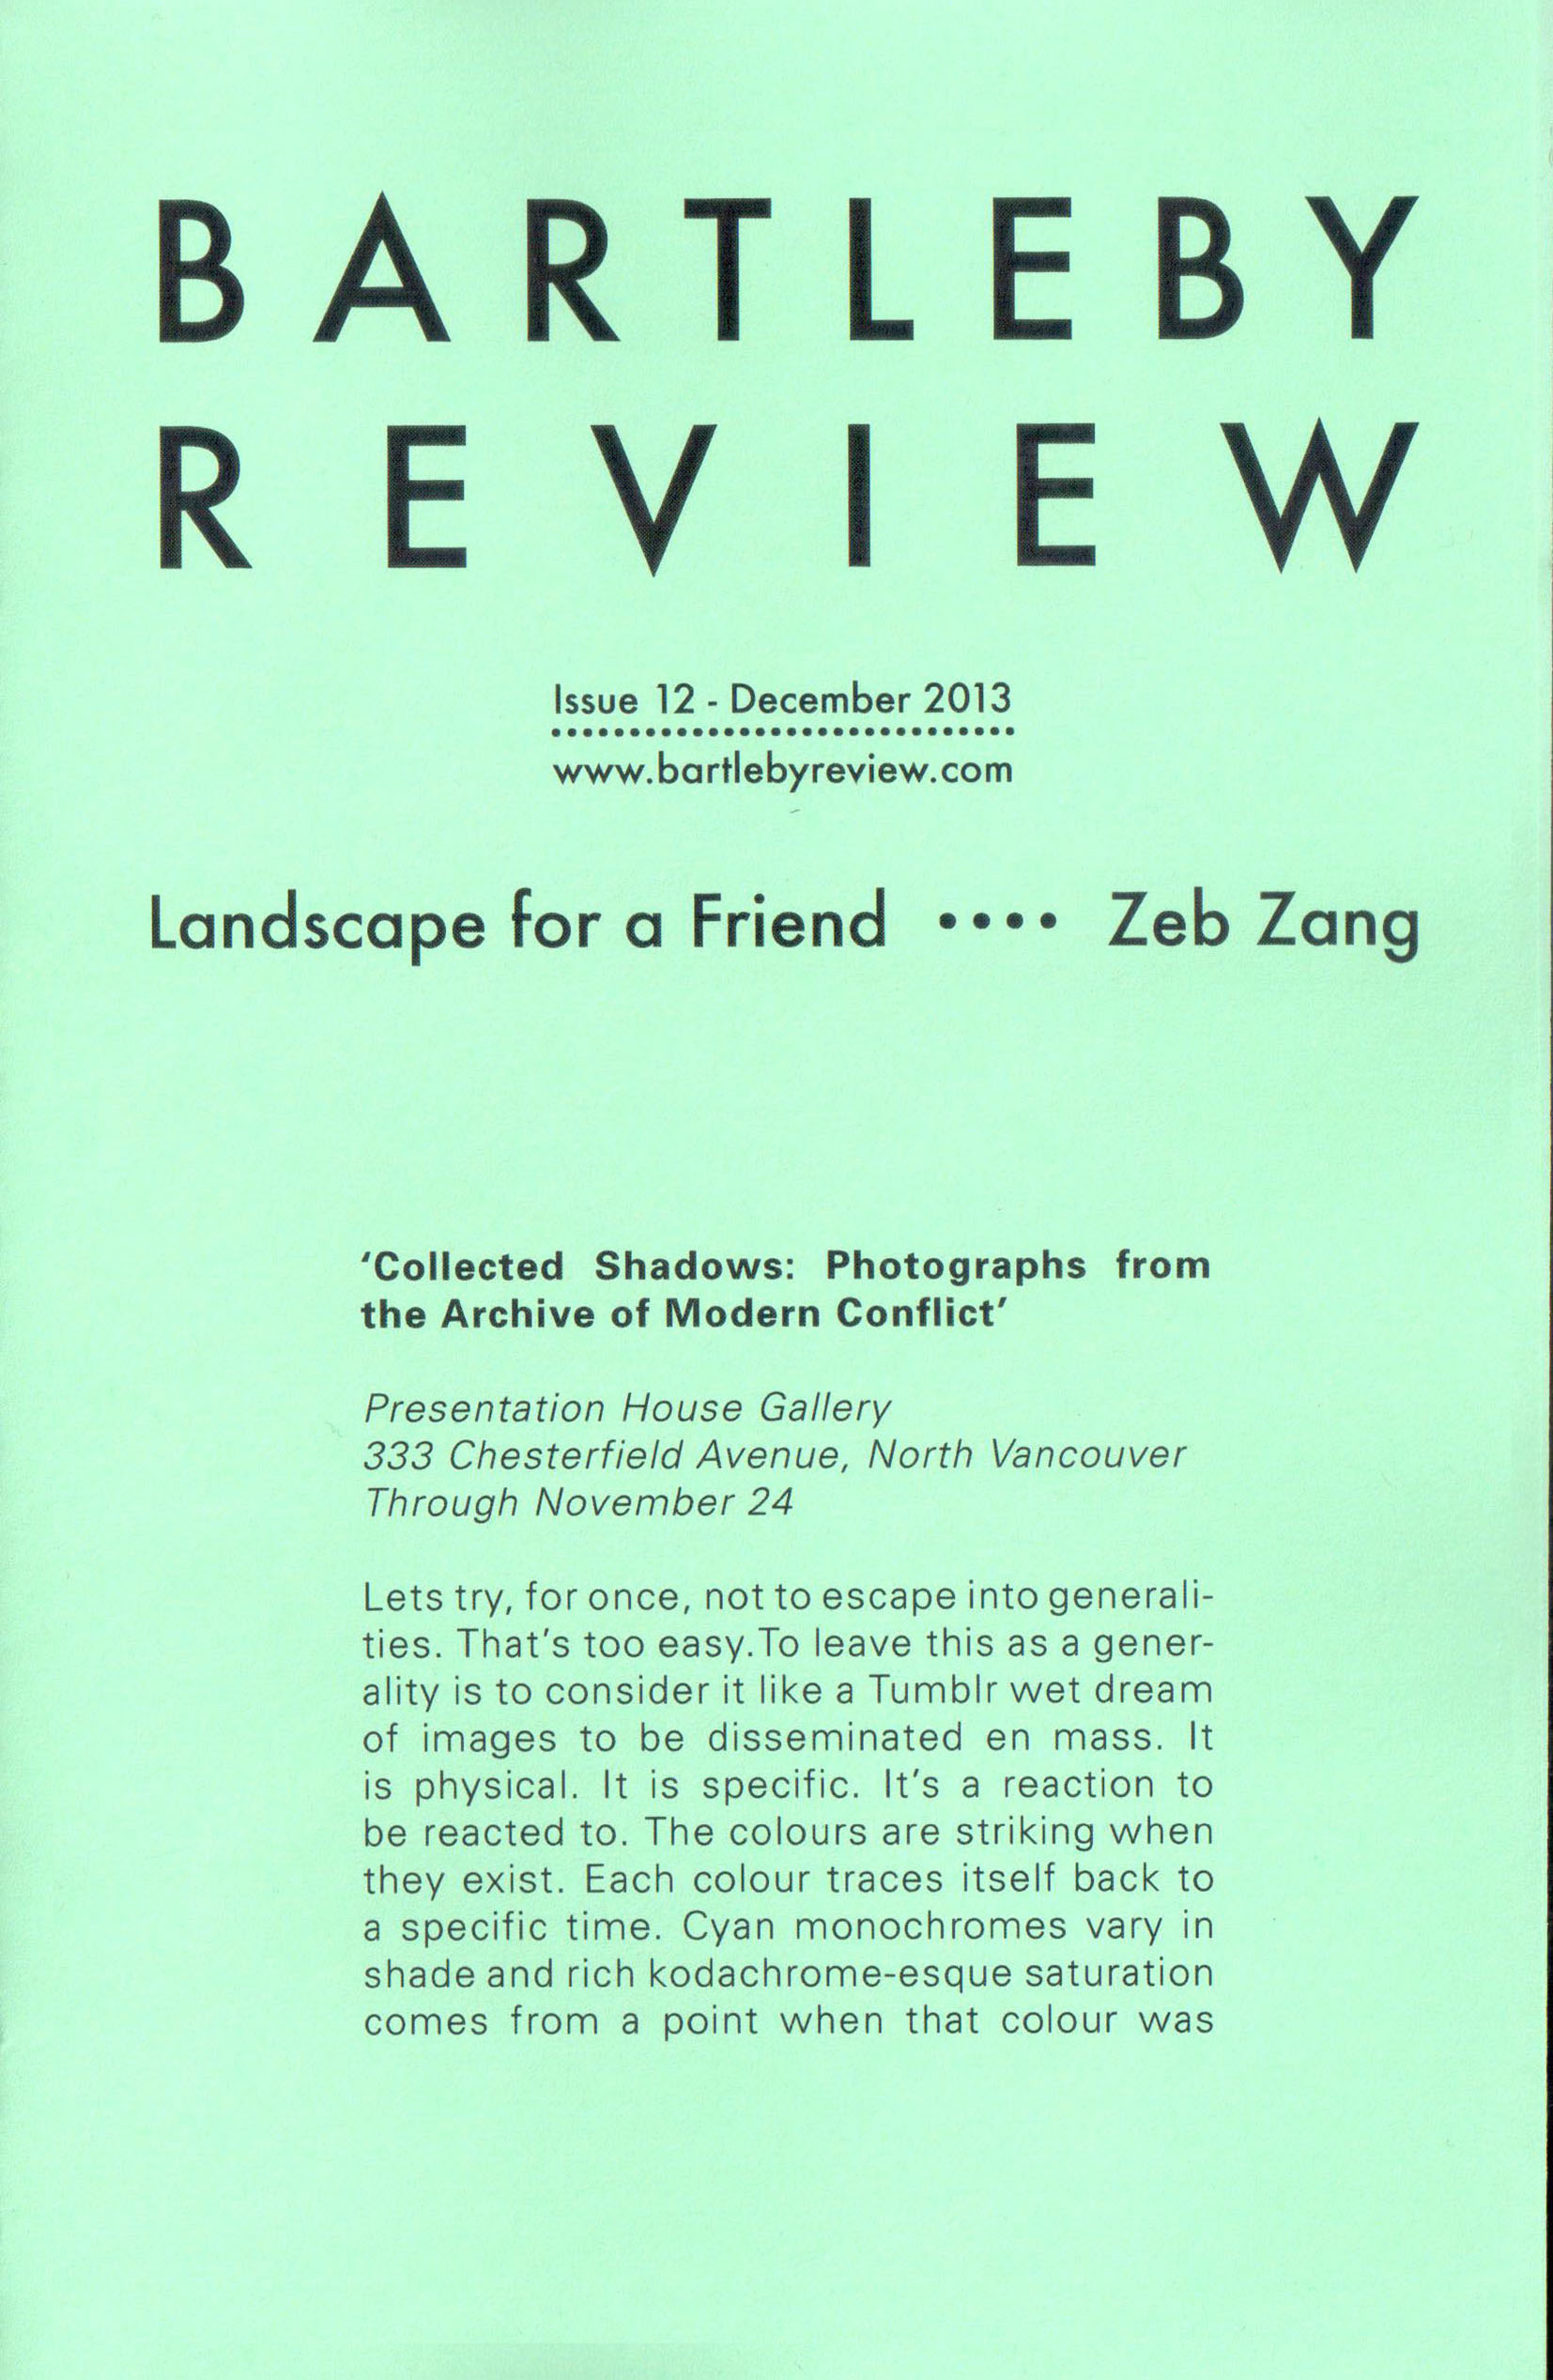 BARTLEBY
REVIEW
Issue 12 - December 2013
www.bartlebyreview.com
Landscape for a Friend •••• Zeb Zang
‘Collected Shadows: Photographs from
the Archive of Modern Conflict’
Presentation House Gallery
333 Chesterfield Avenue, North Vancouver
Through November 24
Lets try, for once, not to escape into generali-
ties. That’s too easy.To leave this as a gener-
ality is to consider it like a Tumblr wet dream
of images to be disseminated en mass. It
is physical. It is specific. It’s a reaction to
be reacted to. The colours are striking when
they exist. Each colour traces itself back to
a specific time. Cyan monochromes vary in
shade and rich kodachrome-esque saturation
comes from a point when that colour was